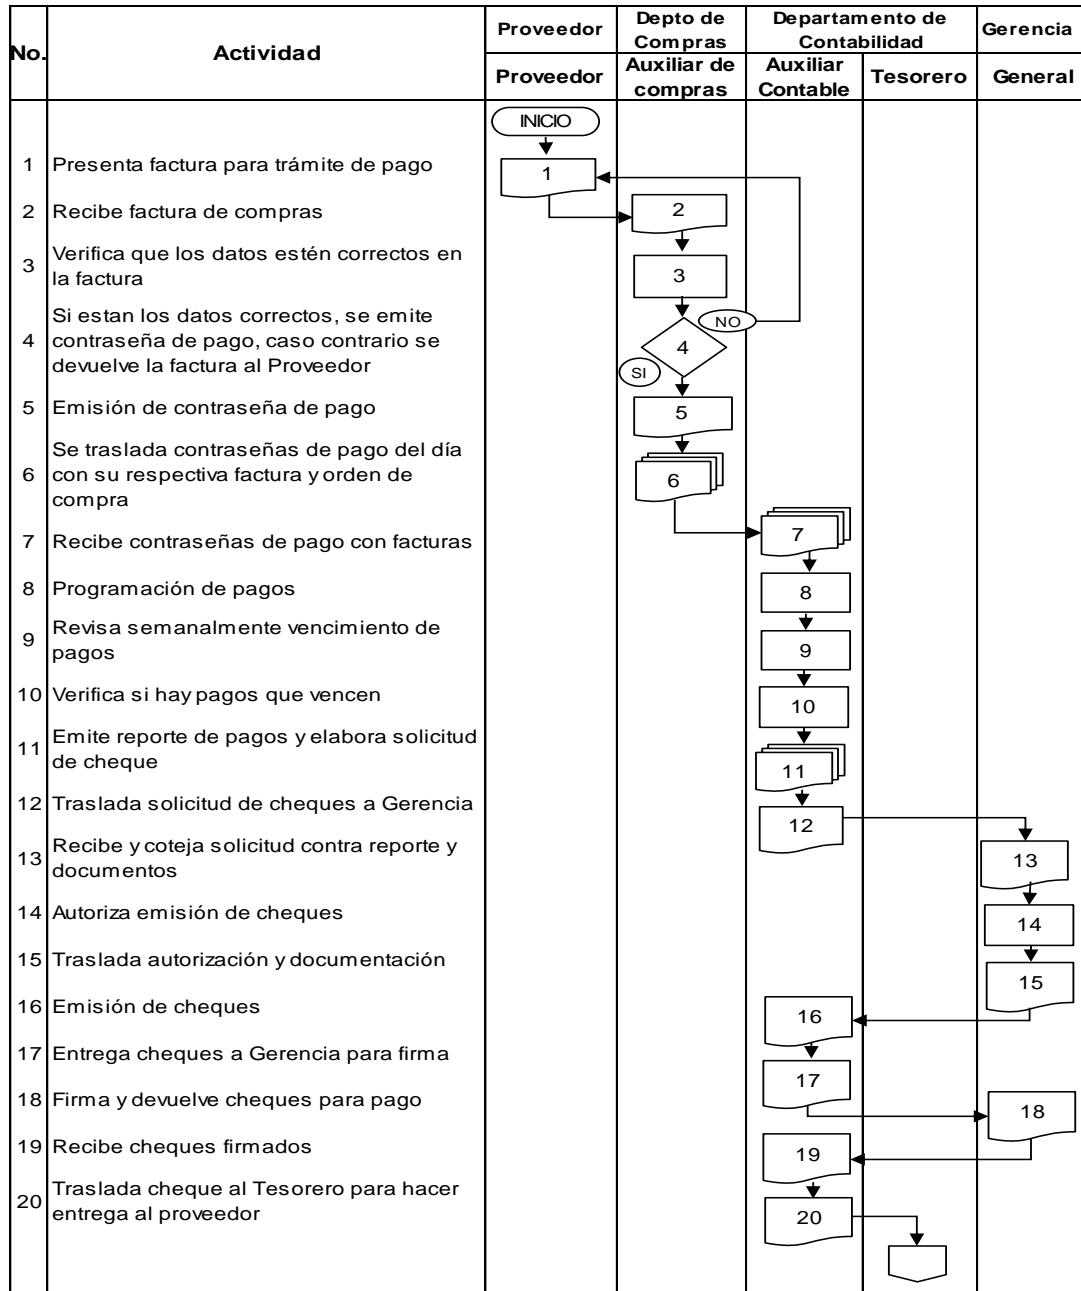 No.
Actividad
Proveedor
Depto de
Compras
Departamento de
Contabilidad
Gerencia
Proveedor
Auxiliar de
compras
Auxiliar
Contable
Tesorero
General
INICIO
1 Presenta factura para trámite de pago
1
2 Recibe factura de compras
2
3 Verifica que los datos estén correctos en
la factura
3
4 Si estan los datos correctos, se emite
contraseña de pago, caso contrario se
devuelve la factura al Proveedor
NO
4
SI
5 Emisión de contraseña de pago
5
6 Se traslada contraseñas de pago del día
con su respectiva factura y orden de
compra
6
7 Recibe contraseñas de pago con facturas
7
8 Programación de pagos
8
9 Revisa semanalmente vencimiento de
pagos
9
10 Verifica si hay pagos que vencen
10
11 Emite reporte de pagos y elabora solicitud
de cheque
11
12 Traslada solicitud de cheques a Gerencia
12
13 Recibe y coteja solicitud contra reporte y
documentos
13
14 Autoriza emisión de cheques
14
15 Traslada autorización y documentación
15
16 Emisión de cheques
16
17 Entrega cheques a Gerencia para firma
17
18 Firma y devuelve cheques para pago
18
19 Recibe cheques firmados
19
20 Traslada cheque al Tesorero para hacer
entrega al proveedor
20